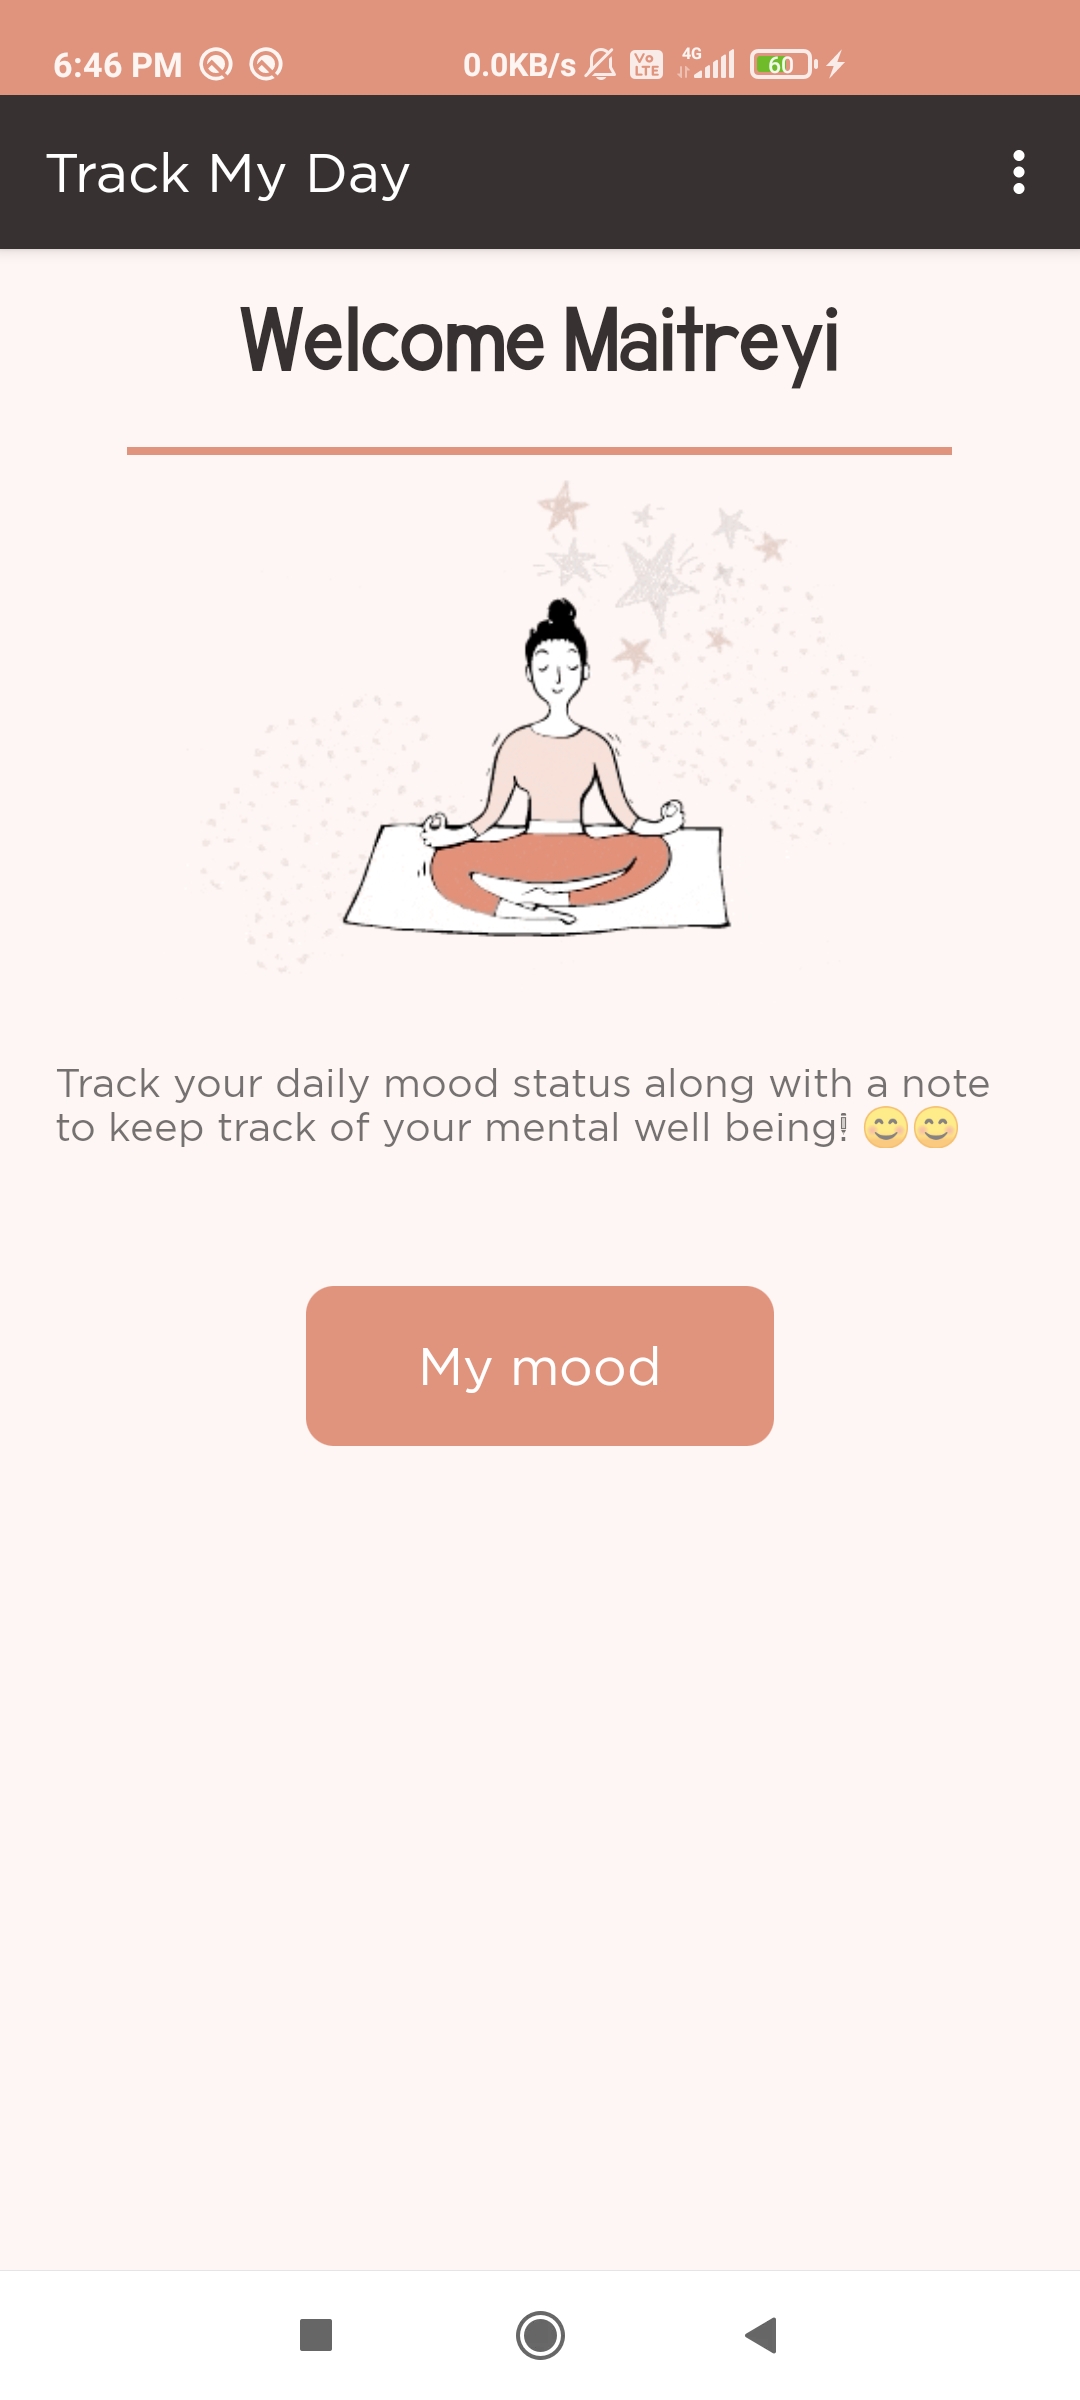 6:46 PM 0.0KB/s Vo LTE 4G 60
Track My Day
Welcome Maitreyi
Track your daily mood status along with a note
to keep track of your mental well being! 😊😊
My mood